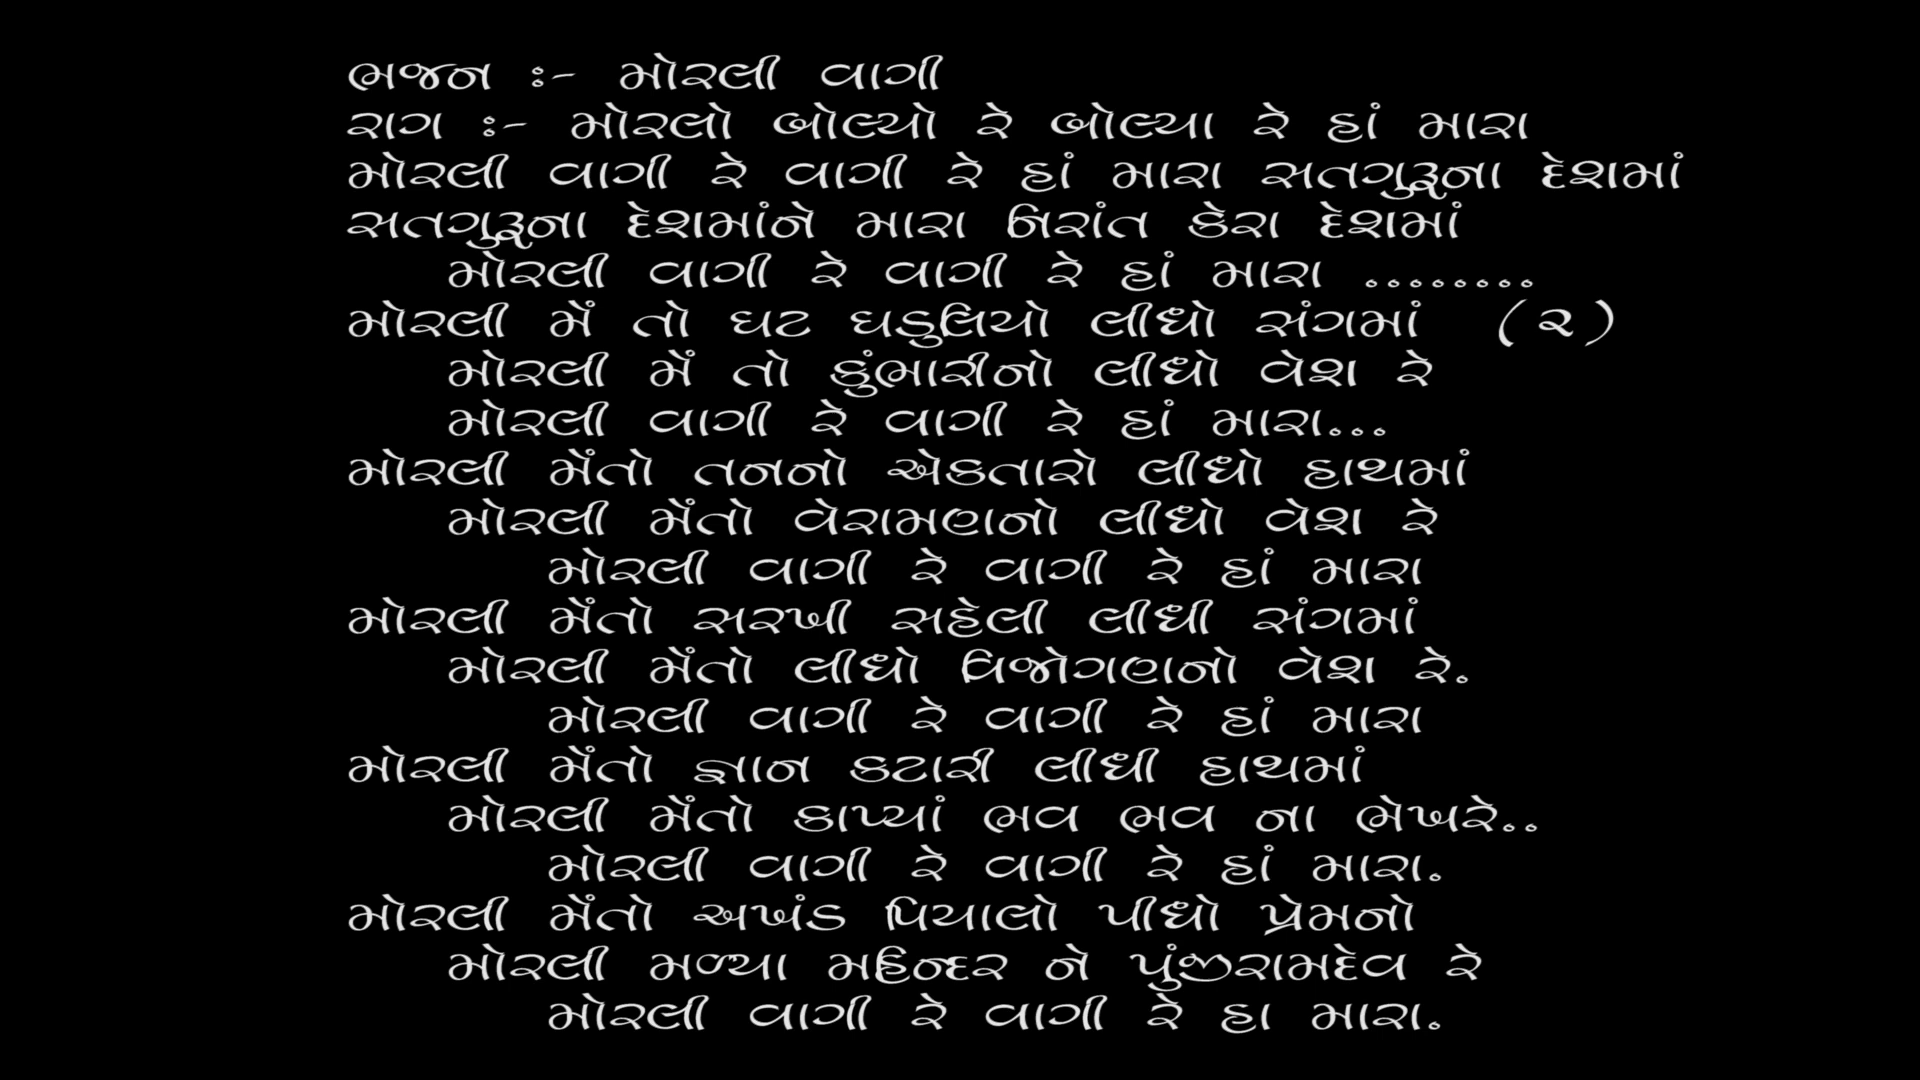 ભજન :- મોરલી વાગી
રાગ :- મોરલો બોલ્યો રે બોલ્યા રે હાં મારા
મોરલી વાગી રે વાગી રે હાં મારા સતગુરૂના દેશમાં
સતગુરૂના દેશમાંને મારા નિરાંત કેરા દેશમાં
મોરલી વાગી રે વાગી રે હાં મારા ........
મોરલી મેં તો ઘટ ઘડુલિયો લીધો સંગમાં (૨)
મોરલી મેં તો કુંભારીનો લીધો વેશ રે
મોરલી વાગી રે વાગી રે હાં મારા...
મોરલી મેંતો તનનો એકતારો લીધો હાથમાં
મોરલી મેંતો વેરામણનો લીધો વેશ રે
મોરલી વાગી રે વાગી રે હાં મારા
મોરલી મેંતો સરખી સહેલી લીધી સંગમાં
મોરલી મેંતો લીધો વિજોગણનો વેશ રે.
મોરલી વાગી રે વાગી રે હાં મારા
મોરલી મેંતો જ્ઞાન કટારી લીધી હાથમાં
મોરલી મેંતો કાપ્યાં ભવ ભવ ના ભેખરે..
મોરલી વાગી રે વાગી રે હાં મારા.
મોરલી મેંતો અખંડ પિયાલો પીધો પ્રેમનો
મોરલી મળ્યા મહિન્દર ને પુંજીરામદેવ રે
મોરલી વાગી રે વાગી રે હા મારા.